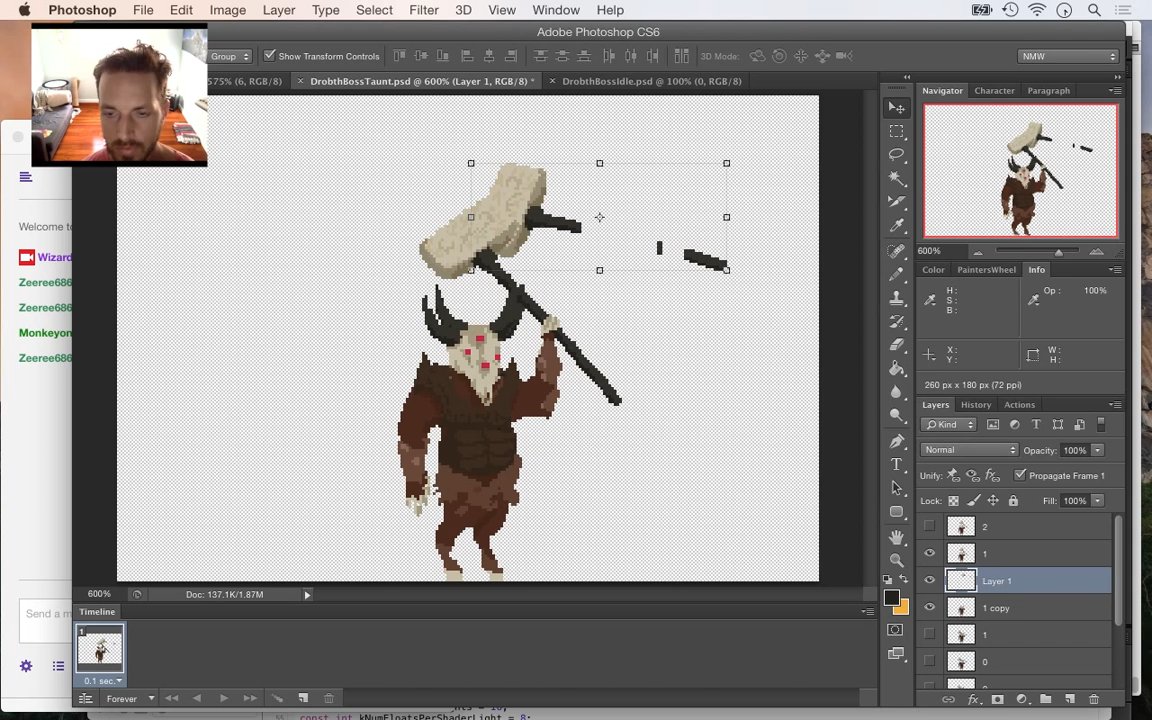 Photoshop File Edit Image Layer Type Select Filter 3D View Window Help
Adobe Photoshop CS6
Group Show Transform Controls 3D Mode: NMW
575% (6, RGB/8) × DrobthBossTaunt.psd @ 600% (Layer 1, RGB/8) * × DrobthBossIdle.psd @ 100% (0, RGB/8)
Navigator Character Paragraph
600%
Color PaintersWheel Info
H:
S:
B:
Op: 100%
X:
Y:
W:
H:
260 px x 180 px (72 ppi)
Layers History Actions
Kind
Normal Opacity: 100%
Unify: Propagate Frame 1
Lock: Fill: 100%
2
1
Layer 1
1 copy
1
0
Welcome to
Wizard
Zeeree686
Zeeree686
Monkeyon
Zeeree686
Send a m
600% Doc: 137.1K/1.87M
Timeline
1
0.1 sec.
Forever
const int kNumFloatsPerShaderLight = 8;